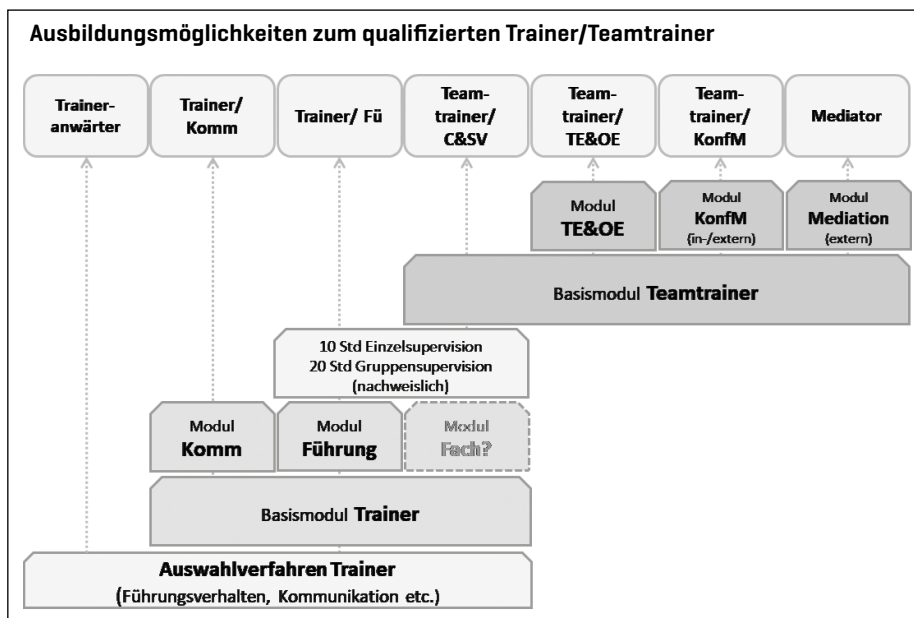 Ausbildungsmöglichkeiten zum qualifizierten Trainer/Teamtrainer
Trainer-
anwärter
Trainer/
Komm
Trainer/ Fü
Team-
trainer/
C&SV
Team-
trainer/
TE&OE
Team-
trainer/
KonfM
Mediator
Modul
TE&OE
Modul
KonfM
(in-/extern)
Modul
Mediation
(extern)
Basismodul Teamtrainer
10 Std Einzelsupervision
20 Std Gruppensupervision
(nachweislich)
Modul
Komm
Modul
Führung
Modul
Fach?
Basismodul Trainer
Auswahlverfahren Trainer
(Führungsverhalten, Kommunikation etc.)